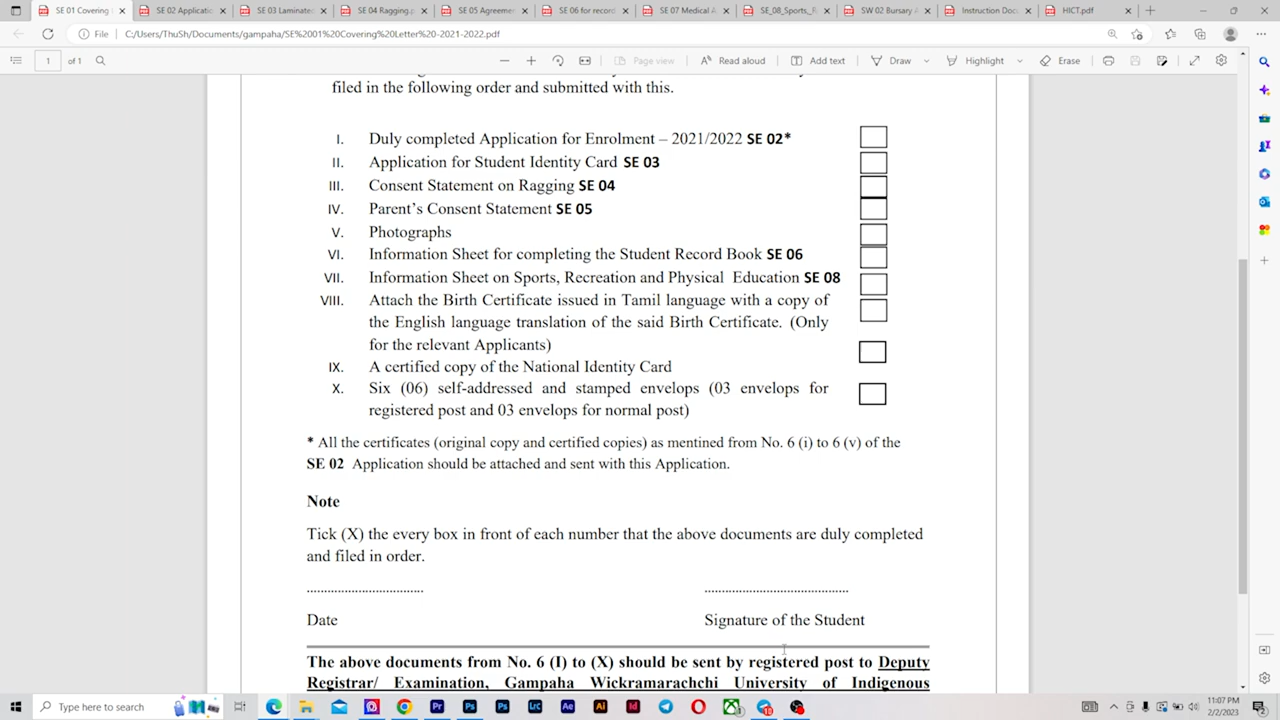 SE 01 Covering
SE 02 Applicatio
SE 03 Laminated
SE 04 Ragging.p
SE 05 Agreeme
SE 06 for record
SE 07 Medical A
SE_08_Sports,_R
SW 02 Bursary A
Instruction Doc
HICT.pdf
File
C:/Users/ThuSh/Documents/gampaha/SE%2001%20Covering%20Letter%20-2021-2022.pdf
1 of 1
Page view
Read aloud
Add text
Draw
Highlight
Erase
filed in the following order and submitted with this.
I. Duly completed Application for Enrolment – 2021/2022 SE 02*
II. Application for Student Identity Card SE 03
III. Consent Statement on Ragging SE 04
IV. Parent's Consent Statement SE 05
V. Photographs
VI. Information Sheet for completing the Student Record Book SE 06
VII. Information Sheet on Sports, Recreation and Physical Education SE 08
VIII. Attach the Birth Certificate issued in Tamil language with a copy of
the English language translation of the said Birth Certificate. (Only
for the relevant Applicants)
IX. A certified copy of the National Identity Card
X. Six (06) self-addressed and stamped envelops (03 envelops for
registered post and 03 envelops for normal post)
* All the certificates (original copy and certified copies) as mentined from No. 6 (i) to 6 (v) of the
SE 02 Application should be attached and sent with this Application.
Note
Tick (X) the every box in front of each number that the above documents are duly completed
and filed in order.
.................................. ..........................................
Date Signature of the Student
The above documents from No. 6 (I) to (X) should be sent by registered post to Deputy
Registrar/ Examination, Gampaha Wickramarachchi University of Indigenous
Type here to search
11:07 PM
2/2/2023